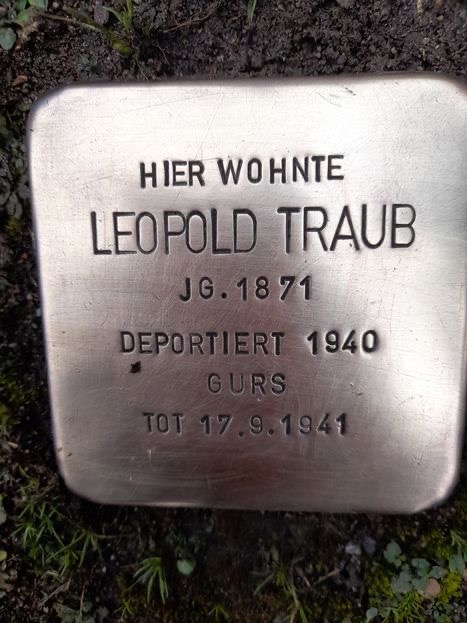 HIER WOHNTE
LEOPOLD TRAUB
JG. 1871
DEPORTIERT 1940
GURS
TOT 17.9.1941